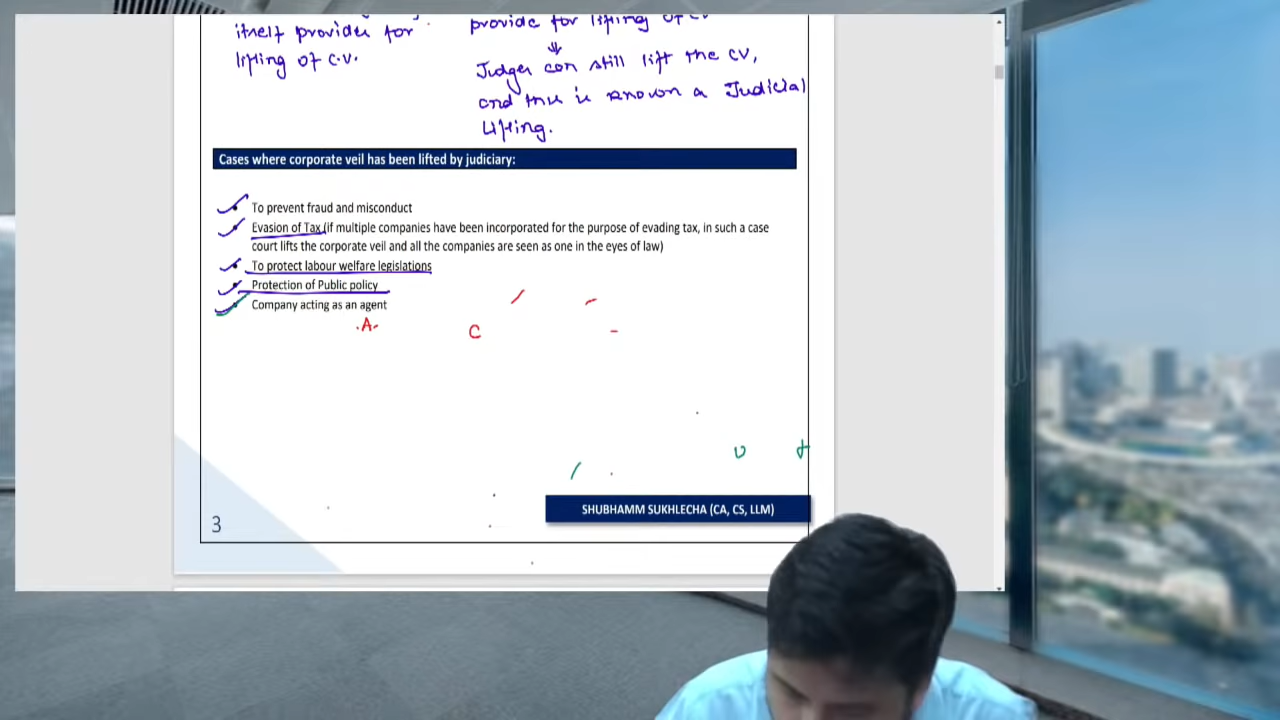 itself provides for
lifting of c.v.
provide for lifting of cv
Judges can still lift the cv,
and this is known as Judicial
Lifting.
Cases where corporate veil has been lifted by judiciary:
To prevent fraud and misconduct
Evasion of Tax (if multiple companies have been incorporated for the purpose of evading tax, in such a case
court lifts the corporate veil and all the companies are seen as one in the eyes of law)
To protect labour welfare legislations
Protection of Public policy
Company acting as an agent
A
C
SHUBHAMM SUKHLECHA (CA, CS, LLM)
3